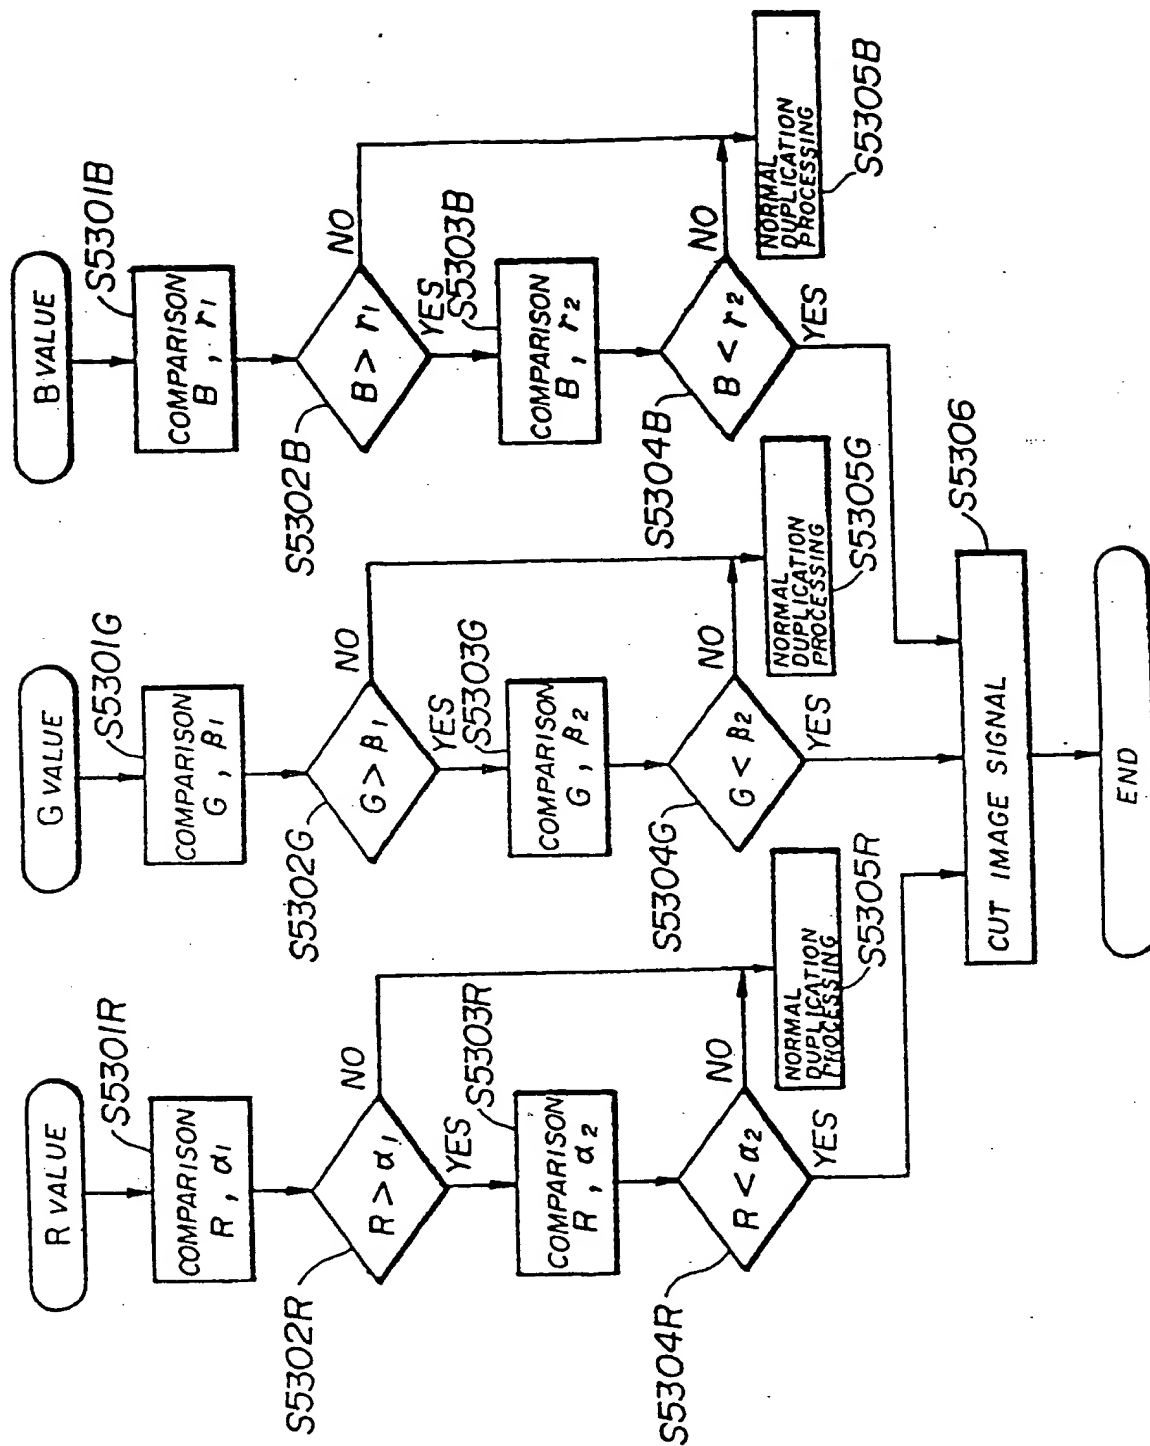 R VALUE
S5301R
COMPARISON
R , α1
S5302R
R > α1
NO
YES
S5303R
COMPARISON
R , α2
S5304R
R < α2
NO
YES
NORMAL
DUPLICATION
PROCESSING
S5305R
G VALUE
S5301G
COMPARISON
G , β1
S5302G
G > β1
NO
YES
S5303G
COMPARISON
G , β2
S5304G
G < β2
NO
YES
NORMAL
DUPLICATION
PROCESSING
S5305G
B VALUE
S5301B
COMPARISON
B , r1
S5302B
B > r1
NO
YES
S5303B
COMPARISON
B , r2
S5304B
B < r2
NO
YES
NORMAL
DUPLICATION
PROCESSING
S5305B
CUT IMAGE SIGNAL
S5306
END